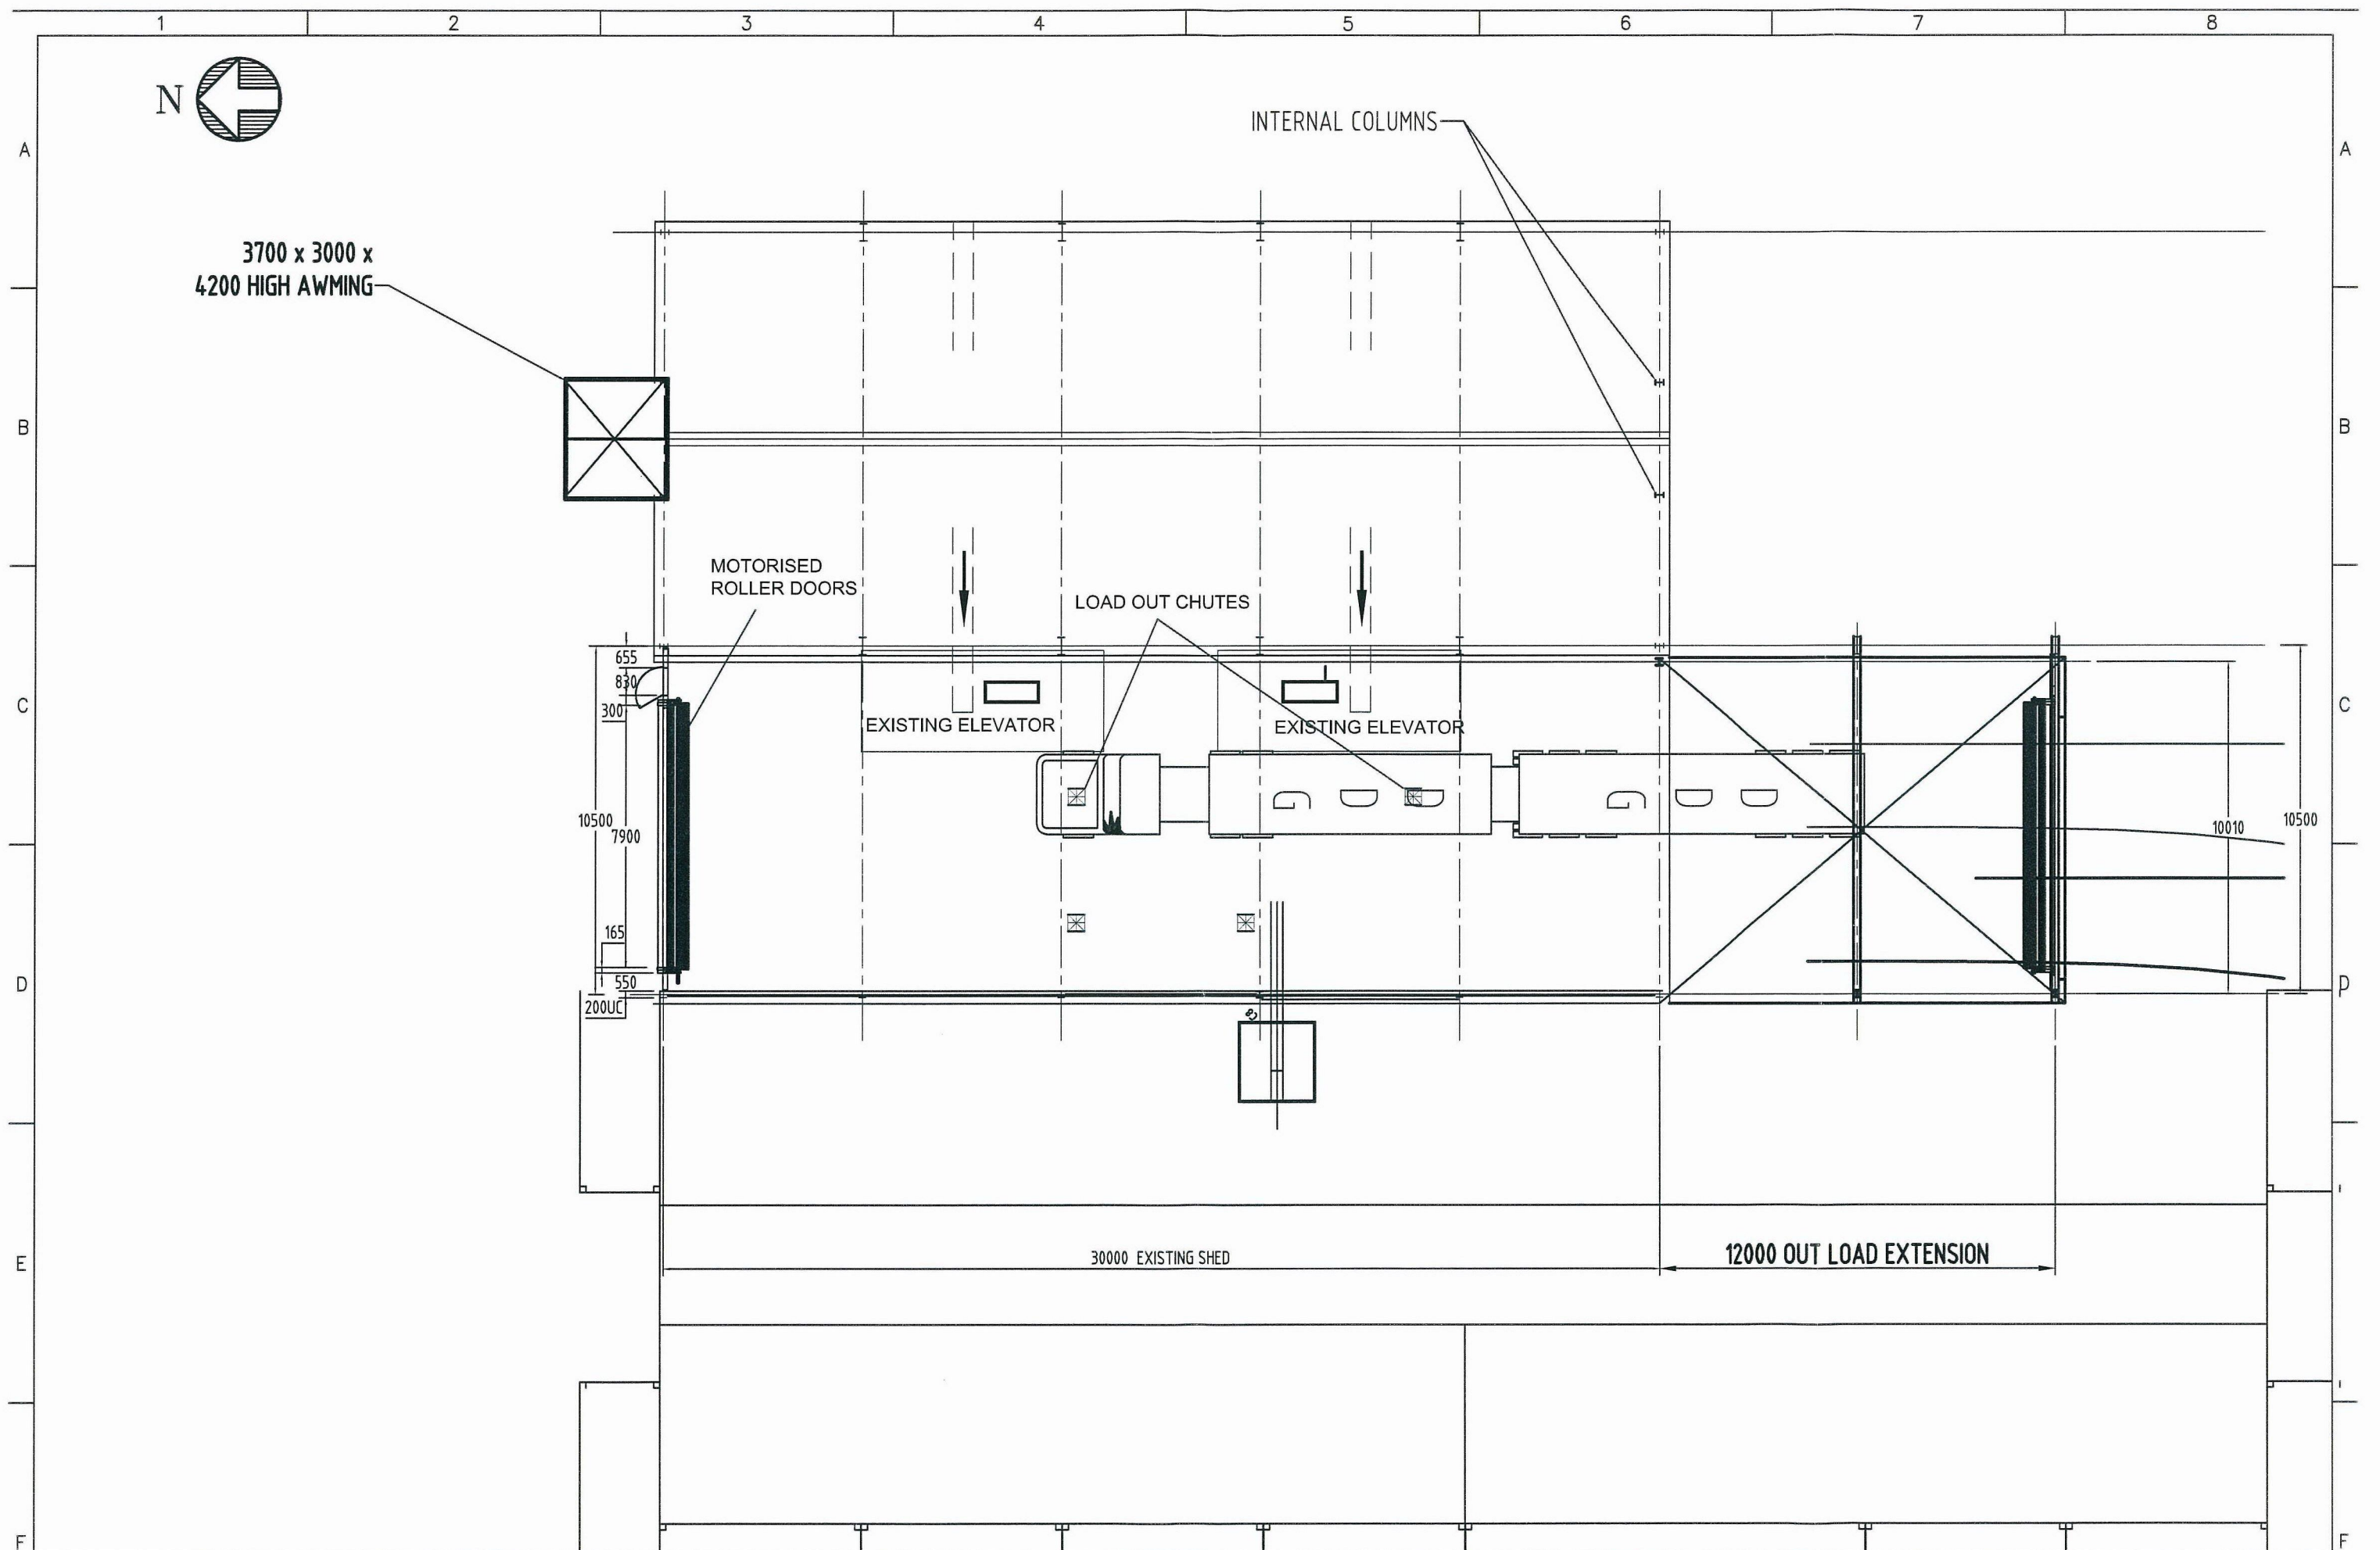 1 2 3 4 5 6 7 8
N
A A
INTERNAL COLUMNS
3700 x 3000 x
4200 HIGH AWMING
B B
MOTORISED
ROLLER DOORS
LOAD OUT CHUTES
655
830
300
C C
EXISTING ELEVATOR
EXISTING ELEVATOR
G D D
G D D
10500
7900
10010
10500
165
550
200UC
D D
E E
30000 EXISTING SHED
12000 OUT LOAD EXTENSION
F F